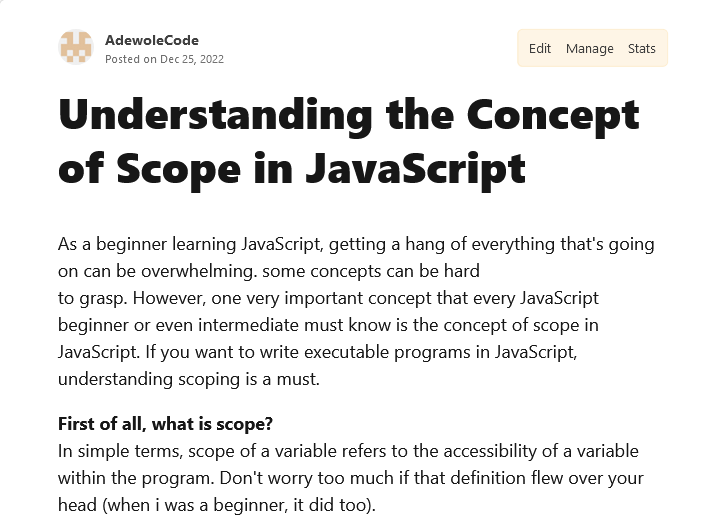 AdewoleCode
Posted on Dec 25, 2022
Edit Manage Stats
Understanding the Concept
of Scope in JavaScript
As a beginner learning JavaScript, getting a hang of everything that's going
on can be overwhelming. some concepts can be hard
to grasp. However, one very important concept that every JavaScript
beginner or even intermediate must know is the concept of scope in
JavaScript. If you want to write executable programs in JavaScript,
understanding scoping is a must.
First of all, what is scope?
In simple terms, scope of a variable refers to the accessibility of a variable
within the program. Don't worry too much if that definition flew over your
head (when i was a beginner, it did too).